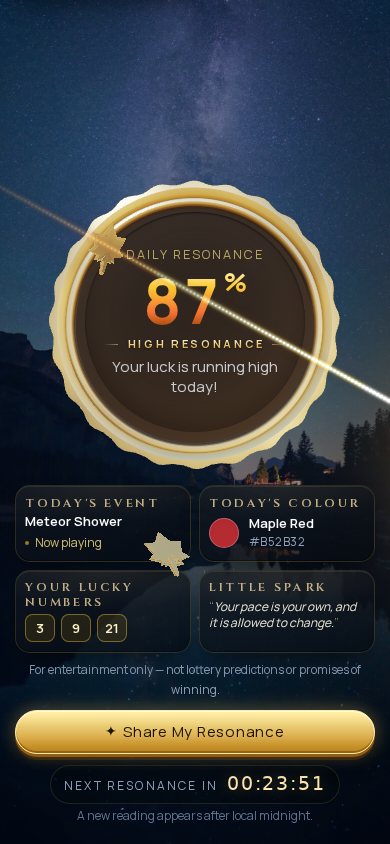 DAILY RESONANCE
87%
HIGH RESONANCE
Your luck is running high
today!
TODAY'S EVENT
Meteor Shower
Now playing
TODAY'S COLOUR
Maple Red
#B52B32
YOUR LUCKY
NUMBERS
3 9 21
LITTLE SPARK
"Your pace is your own, and
it is allowed to change."
For entertainment only — not lottery predictions or promises of
winning.
✦ Share My Resonance
NEXT RESONANCE IN 00:23:51
A new reading appears after local midnight.